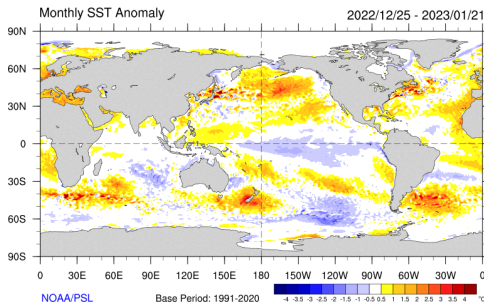 Monthly SST Anomaly 2022/12/25 - 2023/01/21
90N
60N
30N
0
30S
60S
90S
0 30E 60E 90E 120E 150E 180 150W 120W 90W 60W 30W 0
NOAA/PSL Base Period: 1991-2020
-4 -3.5 -3 -2.5 -2 -1.5 -1 -0.5 0.5 1 1.5 2 2.5 3 3.5 4 °C